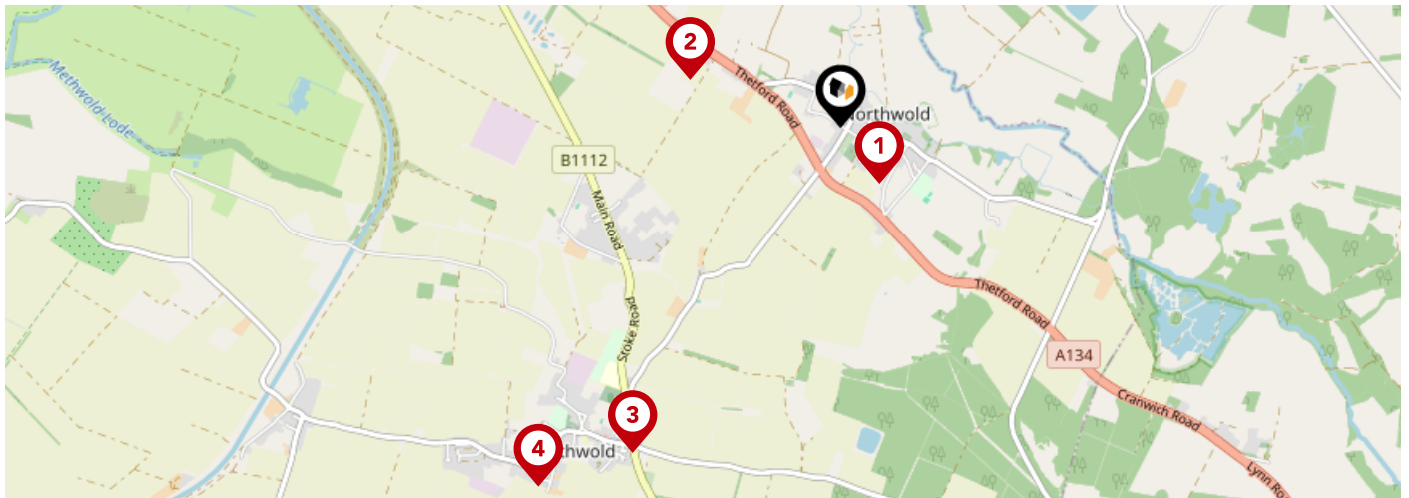 2
Thetford Road
Methwold Lode
Northwold
1
B1112
Main Road
Thetford Road
Stoke Road
A134
Cranwich Road
3
4
thwold
Lynn Ro